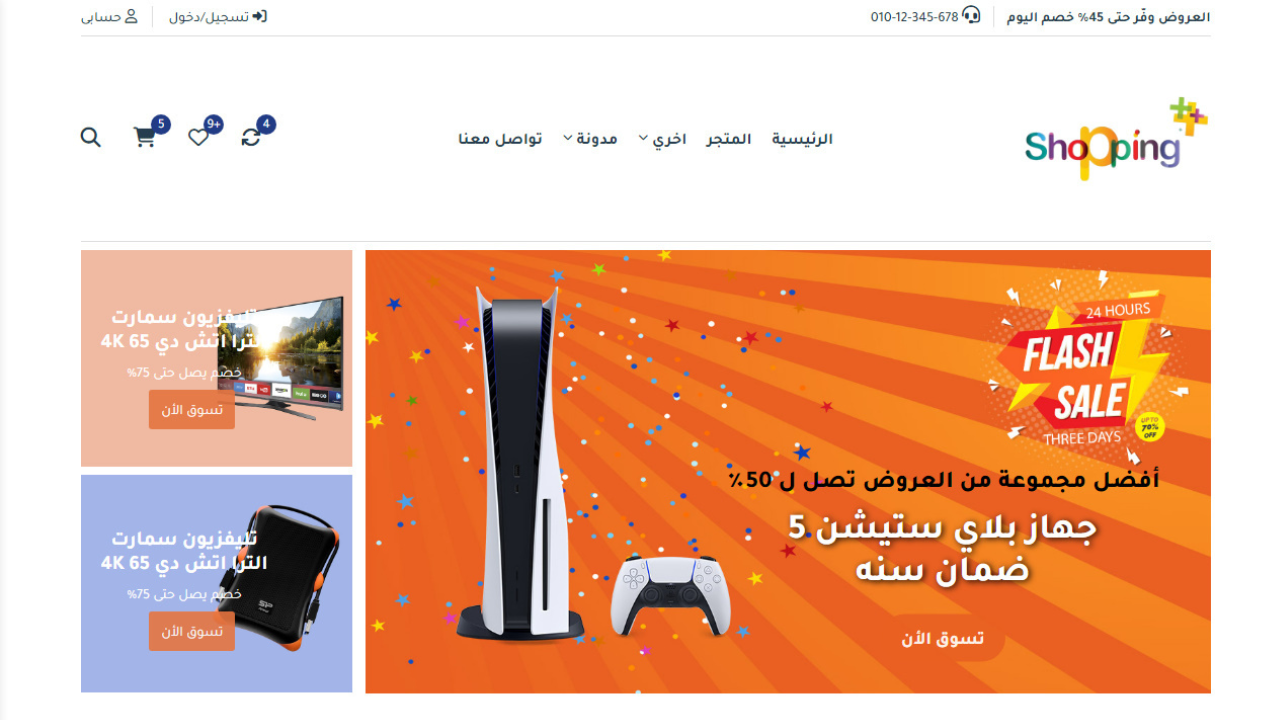 العروض وفّر حتى 45% خصم اليوم
010-12-345-678
تسجيل/دخول
حسابى
Shopping
الرئيسية
المتجر
اخري
مدونة
تواصل معنا
4
9+
5
24 HOURS
FLASH
SALE
THREE DAYS
UP TO
70%
OFF
أفضل مجموعة من العروض تصل ل 50٪
جهاز بلاي ستيشن 5
ضمان سنه
تسوق الأن
تليفزيون سمارت
الترا اتش دي 65 4K
خصم يصل حتى 75%
تسوق الأن
تليفزيون سمارت
الترا اتش دي 65 4K
خصم يصل حتى 75%
تسوق الأن